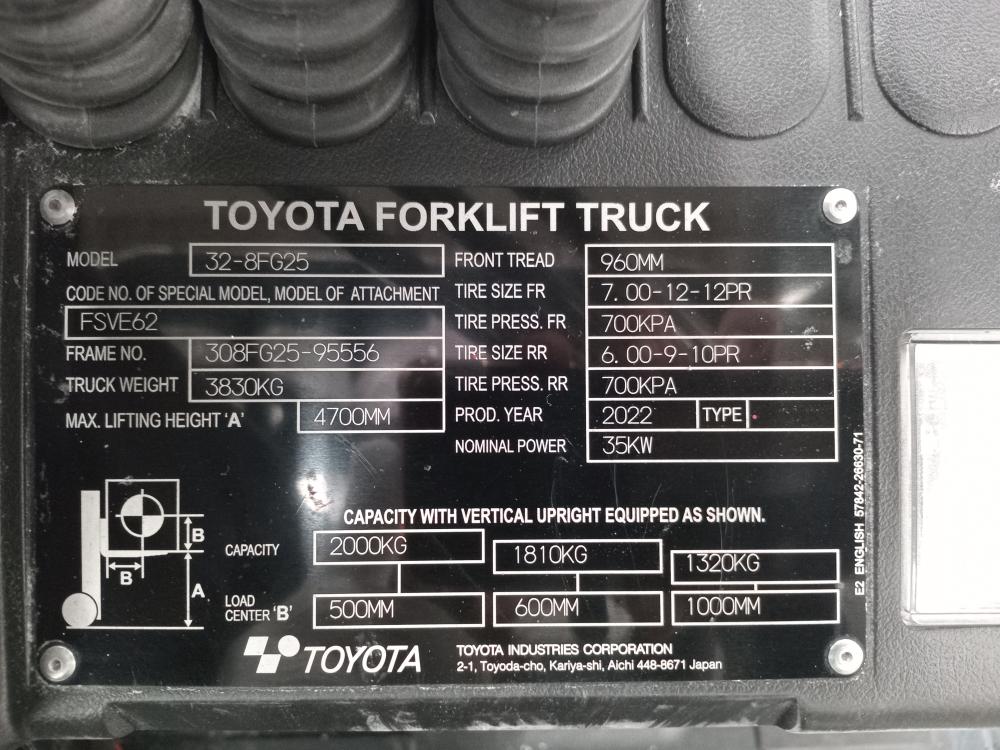 TOYOTA FORKLIFT TRUCK
MODEL 32-8FG25
CODE NO. OF SPECIAL MODEL, MODEL OF ATTACHMENT
FSVE62
FRAME NO. 308FG25-95556
TRUCK WEIGHT 3830KG
MAX. LIFTING HEIGHT 'A' 4700MM
FRONT TREAD 960MM
TIRE SIZE FR 7.00-12-12PR
TIRE PRESS. FR 700KPA
TIRE SIZE RR 6.00-9-10PR
TIRE PRESS. RR 700KPA
PROD. YEAR 2022 TYPE
NOMINAL POWER 35KW
CAPACITY WITH VERTICAL UPRIGHT EQUIPPED AS SHOWN.
B
B
A
CAPACITY 2000KG 1810KG 1320KG
LOAD
CENTER 'B' 500MM 600MM 1000MM
TOYOTA
TOYOTA INDUSTRIES CORPORATION
2-1, Toyoda-cho, Kariya-shi, Aichi 448-8671 Japan
E2 ENGLISH 57842-26630-71